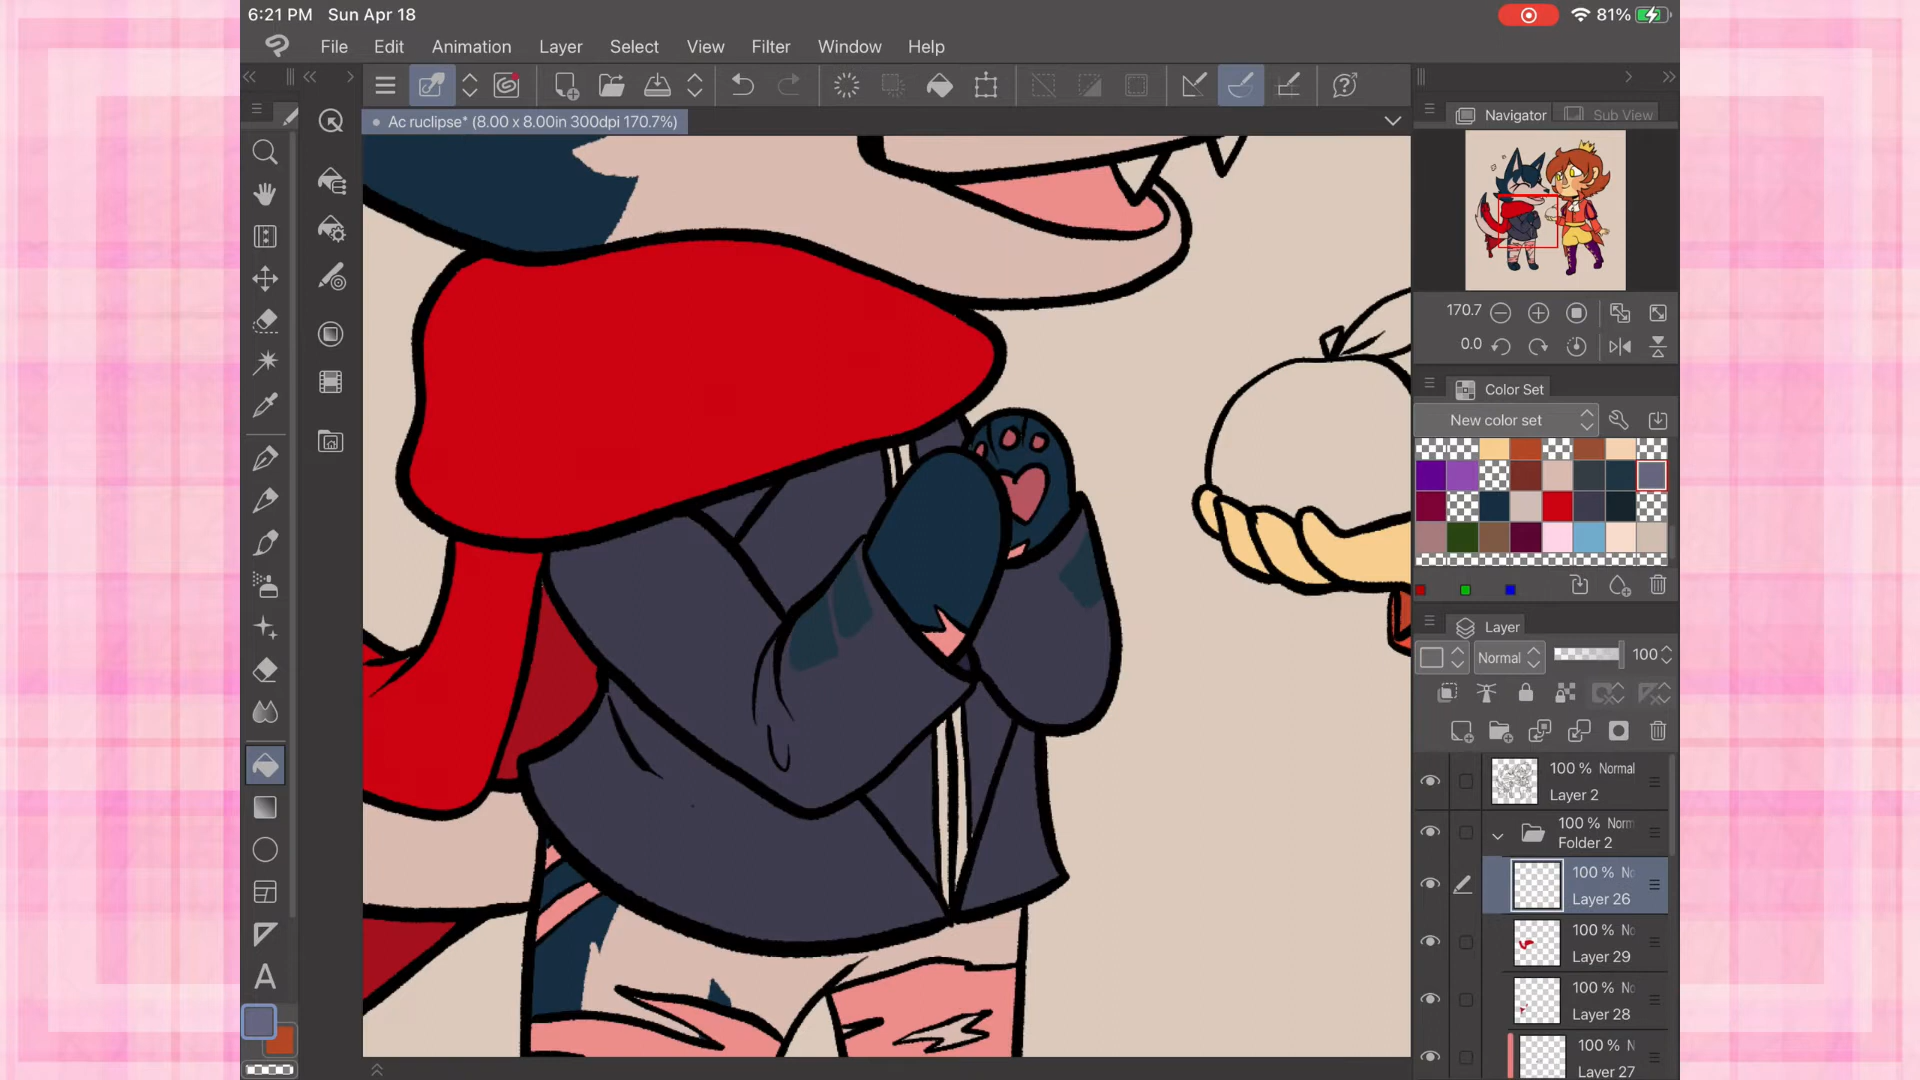 6:21 PM Sun Apr 18
81%
File Edit Animation Layer Select View Filter Window Help
Ac ruclipse* (8.00 x 8.00in 300dpi 170.7%)
Navigator
Sub View
170.7
0.0
Color Set
New color set
Layer
Normal
100
100 % Normal
Layer 2
100 % Norm
Folder 2
100 % No
Layer 26
100 % No
Layer 29
100 % No
Layer 28
100 % N
Layer 27
A